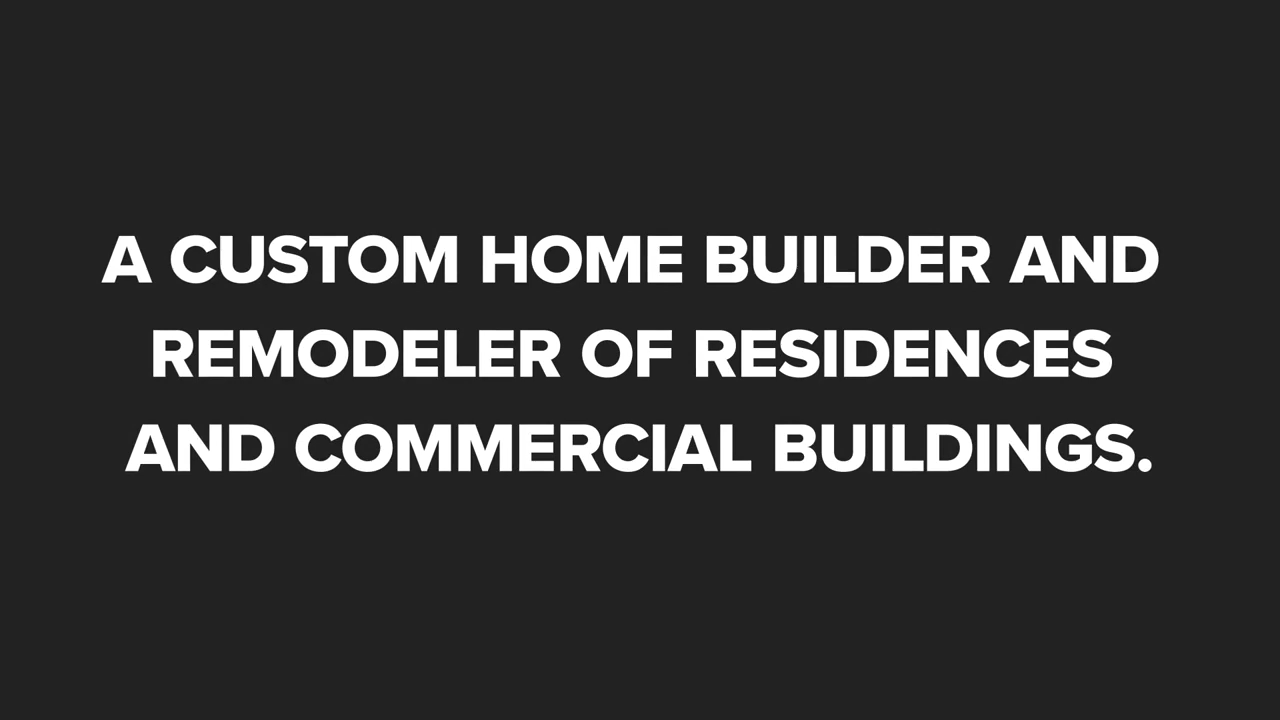 A CUSTOM HOME BUILDER AND
REMODELER OF RESIDENCES
AND COMMERCIAL BUILDINGS.